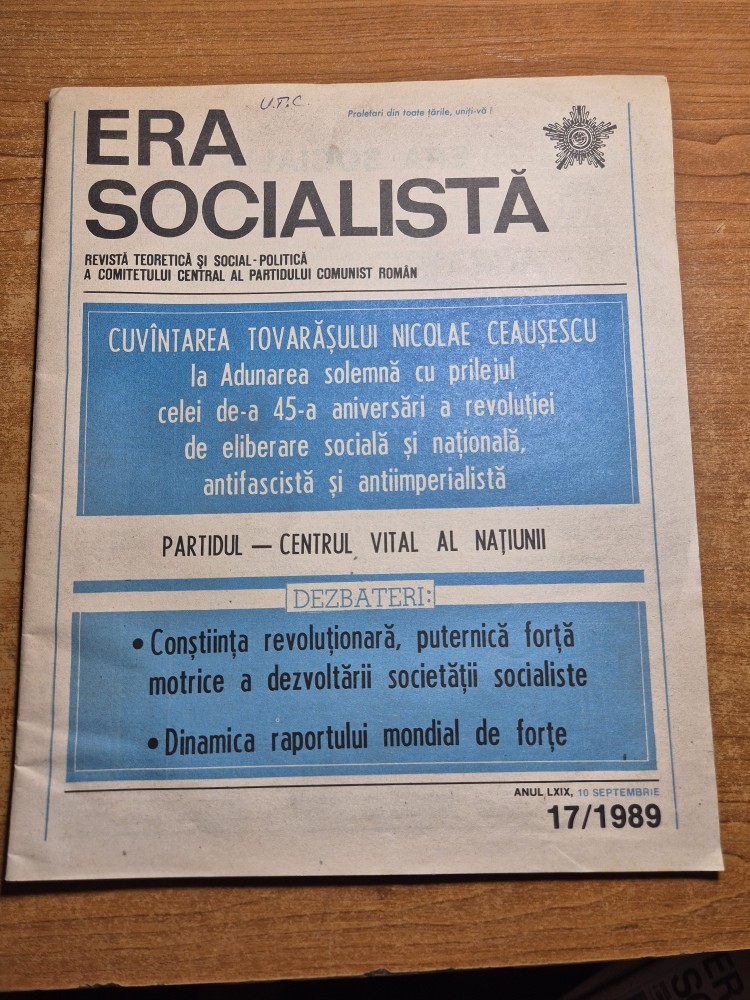 U.T.C.
Proletari din toate țările, uniți-vă !
ERA
SOCIALISTĂ
REVISTĂ TEORETICĂ ȘI SOCIAL-POLITICĂ
A COMITETULUI CENTRAL AL PARTIDULUI COMUNIST ROMÂN
CUVÎNTAREA TOVARĂȘULUI NICOLAE CEAUȘESCU
la Adunarea solemnă cu prilejul
celei de-a 45-a aniversări a revoluției
de eliberare socială și națională,
antifascistă și antiimperialistă
PARTIDUL — CENTRUL VITAL AL NAȚIUNII
DEZBATERI:
• Conștiința revoluționară, puternică forță
motrice a dezvoltării societății socialiste
• Dinamica raportului mondial de forțe
ANUL LXIX, 10 SEPTEMBRIE
17/1989